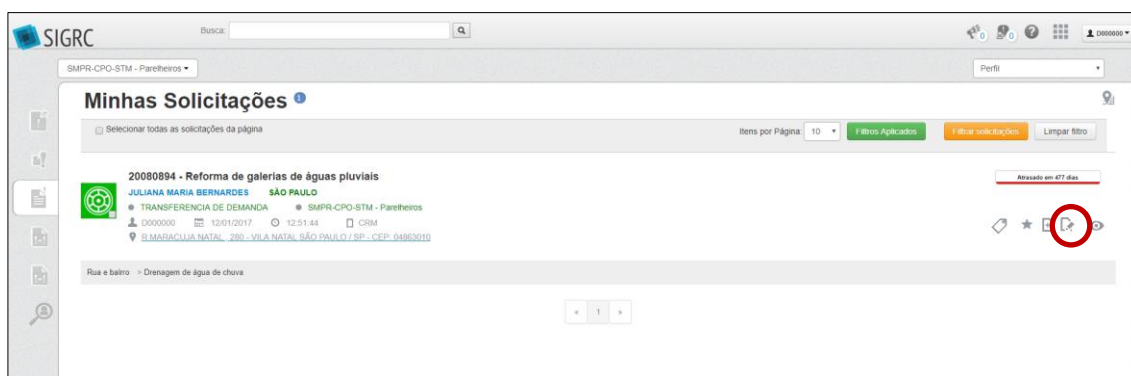 SIGRC Busca: 0 0 D000000
SMPR-CPO-STM - Parelheiros Perfil
Minhas Solicitações 1
Selecionar todas as solicitações da página Itens por Página: 10 Filtros Aplicados Filtrar solicitações Limpar filtro
20080894 - Reforma de galerias de águas pluviais Atrasado em 477 dias
JULIANA MARIA BERNARDES SÃO PAULO
TRANSFERENCIA DE DEMANDA SMPR-CPO-STM - Parelheiros
D000000 12/01/2017 12:51:44 CRM
R.MARACUJA NATAL , 280 - VILA NATAL SÃO PAULO / SP - CEP: 04863010
Rua e bairro > Drenagem de água de chuva
« 1 »